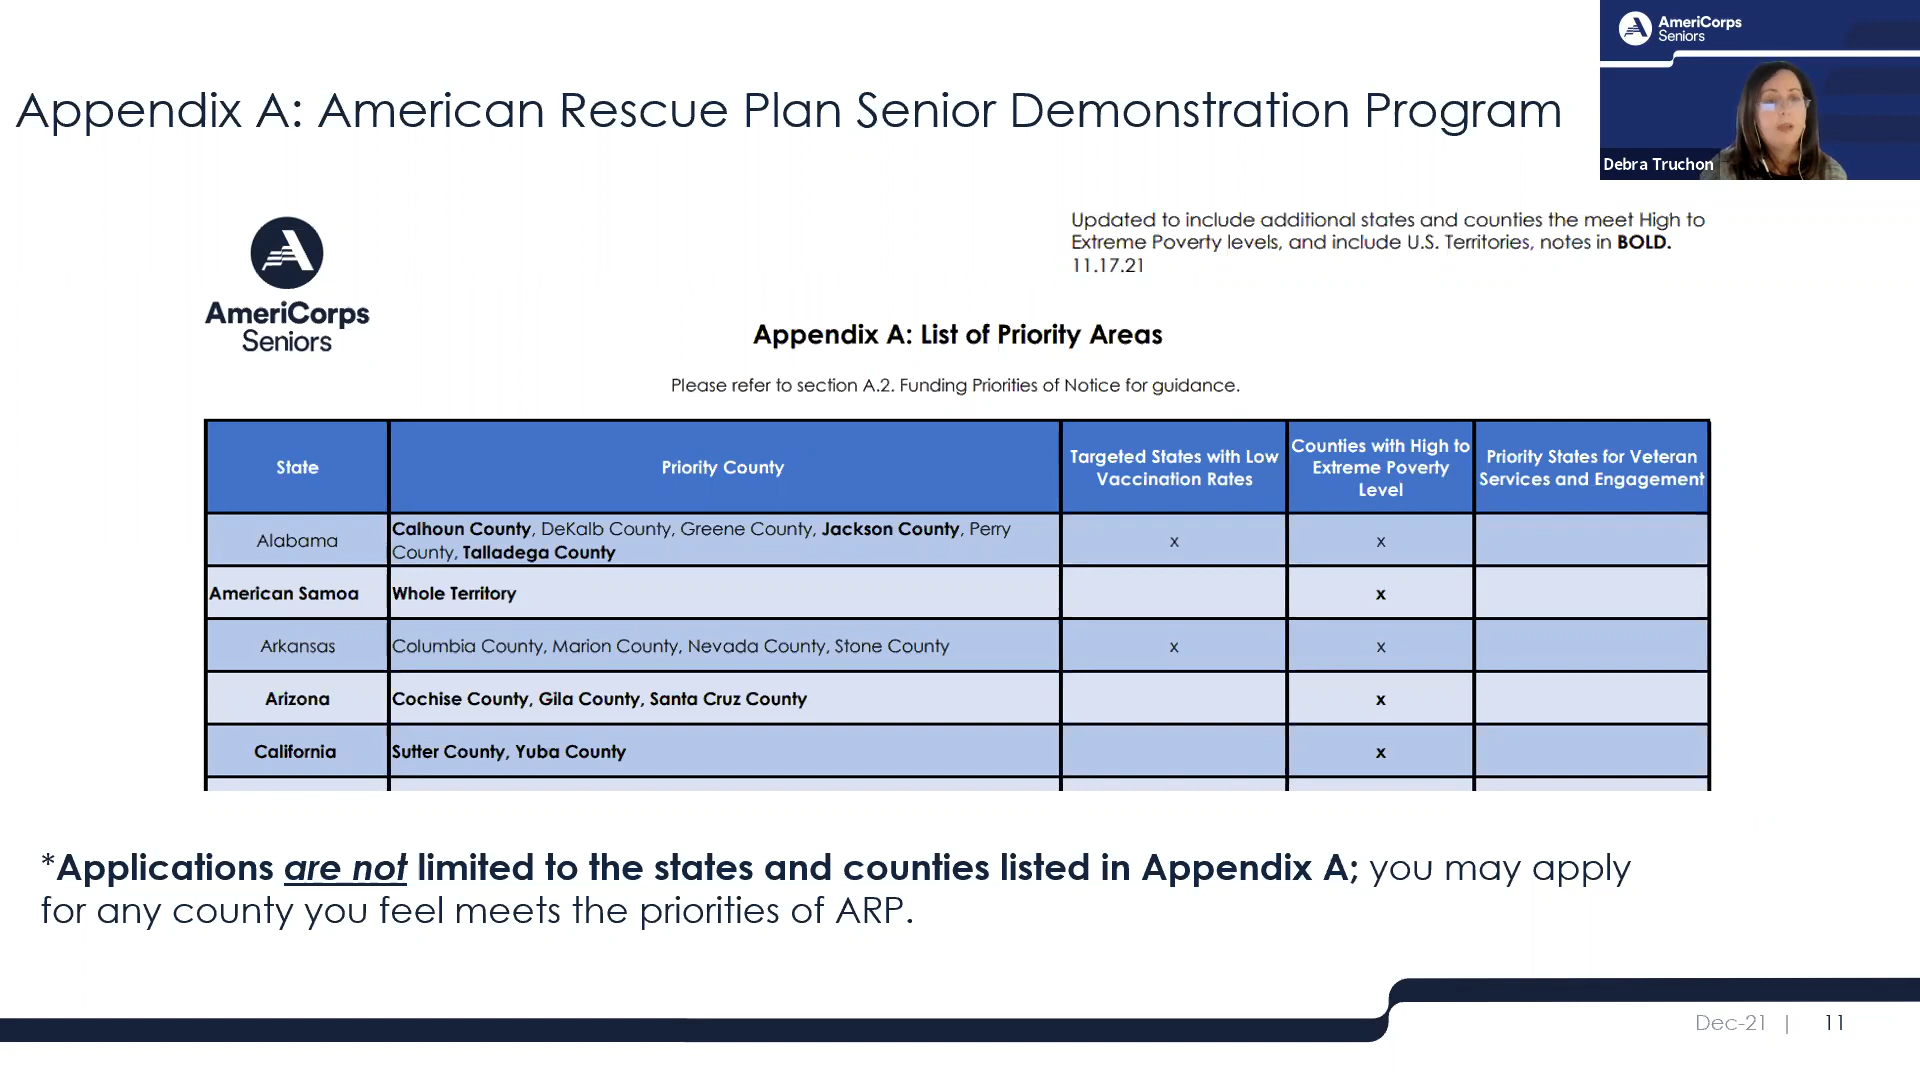 AmeriCorps
Seniors
Appendix A: American Rescue Plan Senior Demonstration Program
Debra Truchon
Updated to include additional states and counties the meet High to
Extreme Poverty levels, and include U.S. Territories, notes in BOLD.
11.17.21
AmeriCorps
Seniors
Appendix A: List of Priority Areas
Please refer to section A.2. Funding Priorities of Notice for guidance.
State
Priority County
Targeted States with Low
Vaccination Rates
Counties with High to
Extreme Poverty
Level
Priority States for Veteran
Services and Engagement
Alabama
Calhoun County, DeKalb County, Greene County, Jackson County, Perry
County, Talladega County
x
x
American Samoa
Whole Territory
x
Arkansas
Columbia County, Marion County, Nevada County, Stone County
x
x
Arizona
Cochise County, Gila County, Santa Cruz County
x
California
Sutter County, Yuba County
x
*Applications are not limited to the states and counties listed in Appendix A; you may apply
for any county you feel meets the priorities of ARP.
Dec-21 | 11